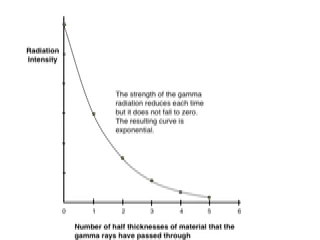 Radiation
Intensity
The strength of the gamma
radiation reduces each time
but it does not fall to zero.
The resulting curve is
exponential.
0 1 2 3 4 5 6
Number of half thicknesses of material that the
gamma rays have passed through